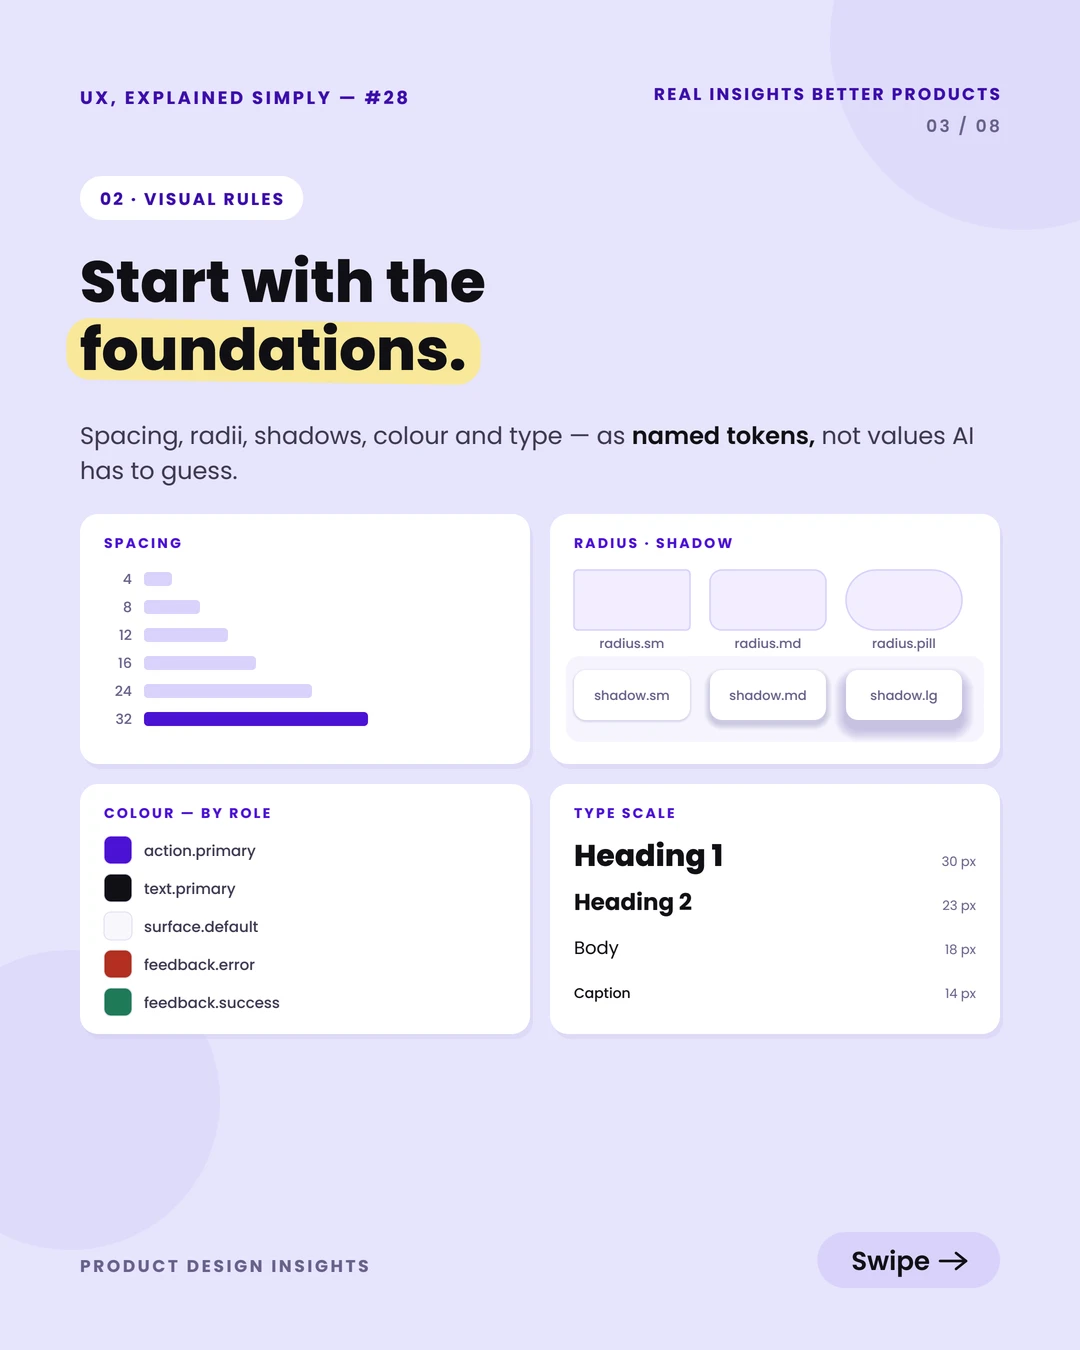 UX, EXPLAINED SIMPLY — #28
REAL INSIGHTS BETTER PRODUCTS
03 / 08
02 · VISUAL RULES
Start with the
foundations.
Spacing, radii, shadows, colour and type — as named tokens, not values AI
has to guess.
SPACING
4
8
12
16
24
32
RADIUS · SHADOW
radius.sm radius.md radius.pill
shadow.sm shadow.md shadow.lg
COLOUR — BY ROLE
action.primary
text.primary
surface.default
feedback.error
feedback.success
TYPE SCALE
Heading 1 30 px
Heading 2 23 px
Body 18 px
Caption 14 px
PRODUCT DESIGN INSIGHTS
Swipe →